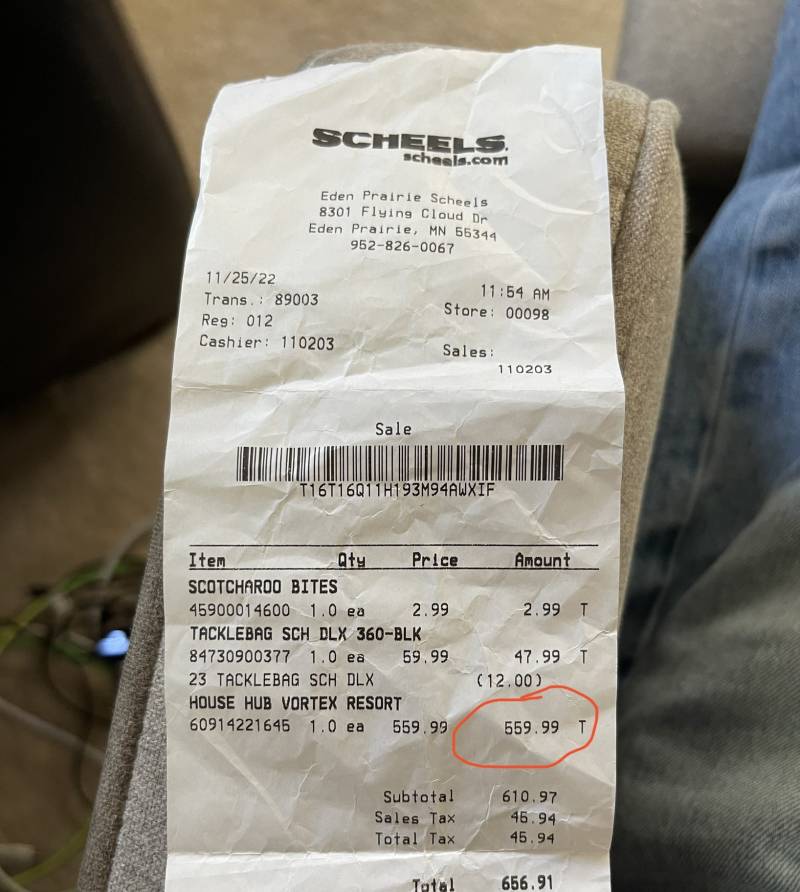 SCHEELS.
scheels.com
Eden Prairie Scheels
8301 Flying Cloud Dr
Eden Prairie, MN 55344
952-826-0067
11/25/22 11:54 AM
Trans.: 89003 Store: 00098
Reg: 012
Cashier: 110203 Sales:
110203
Sale
T16T16Q11H193M94AWXIF
Item Qty Price Amount
SCOTCHAROO BITES
45900014600 1.0 ea 2.99 2.99 T
TACKLEBAG SCH DLX 360-BLK
84730900377 1.0 ea 59.99 47.99 T
23 TACKLEBAG SCH DLX (12.00)
HOUSE HUB VORTEX RESORT
60914221645 1.0 ea 559.99 559.99 T
Subtotal 610.97
Sales Tax 45.94
Total Tax 45.94
Total 656.91